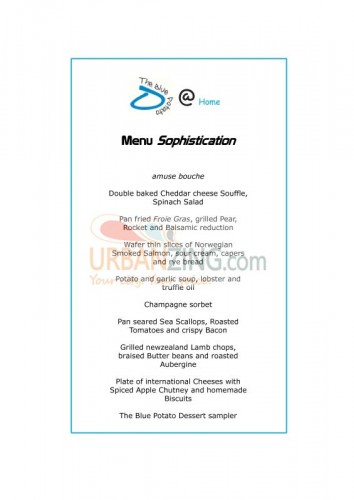 The Blue Potato
@ Home
Menu Sophistication
amuse bouche
Double baked Cheddar cheese Souffle,
Spinach Salad
Pan fried Froie Gras, grilled Pear,
Rocket and Balsamic reduction
Wafer thin slices of Norwegian
Smoked Salmon, sour cream, capers
and rye bread
URBANZING.com
Potato and garlic soup, lobster and
truffle oil
Champagne sorbet
Pan seared Sea Scallops, Roasted
Tomatoes and crispy Bacon
Grilled newzealand Lamb chops,
braised Butter beans and roasted
Aubergine
Plate of international Cheeses with
Spiced Apple Chutney and homemade
Biscuits
The Blue Potato Dessert sampler